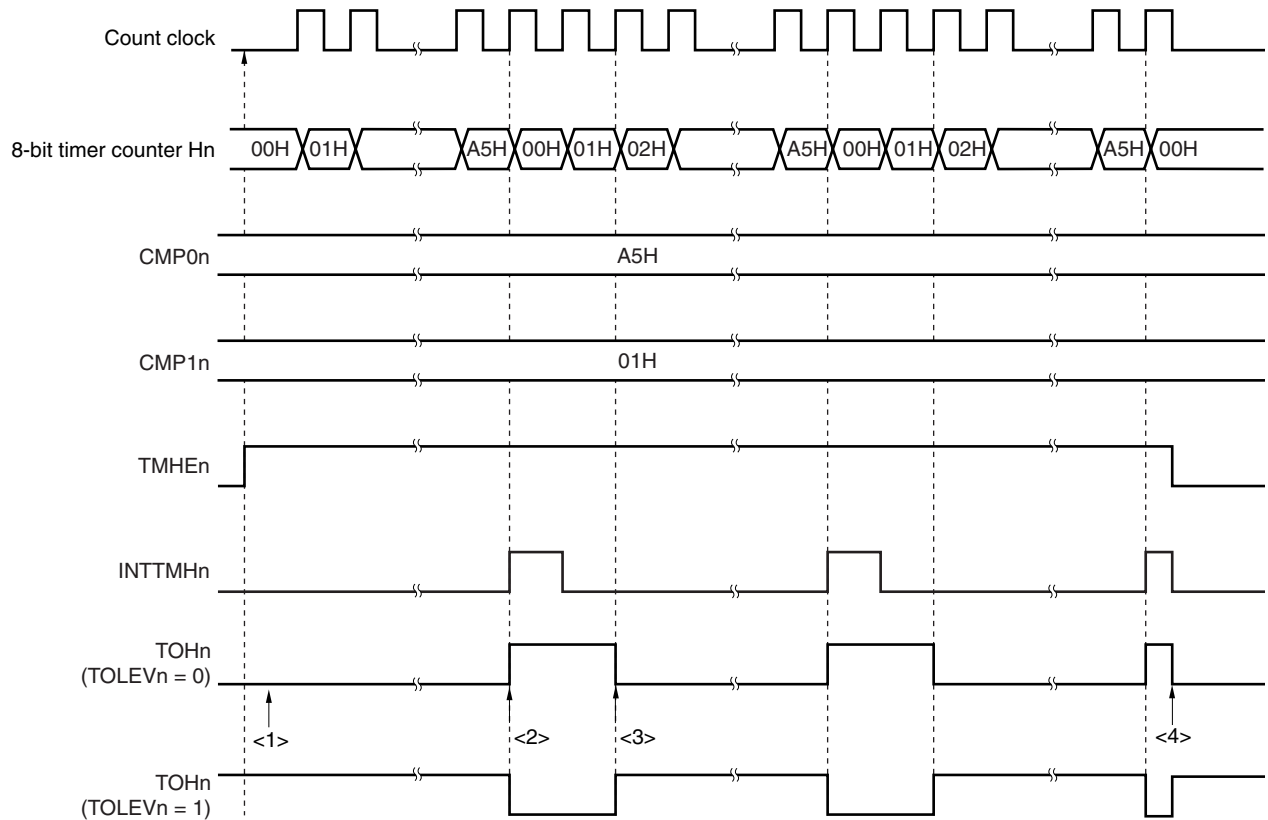 Count clock
8-bit timer counter Hn
00H 01H A5H 00H 01H 02H A5H 00H 01H 02H A5H 00H
CMP0n
A5H
CMP1n
01H
TMHEn
INTTMHn
TOHn
(TOLEVn = 0)
<1> <2> <3> <4>
TOHn
(TOLEVn = 1)